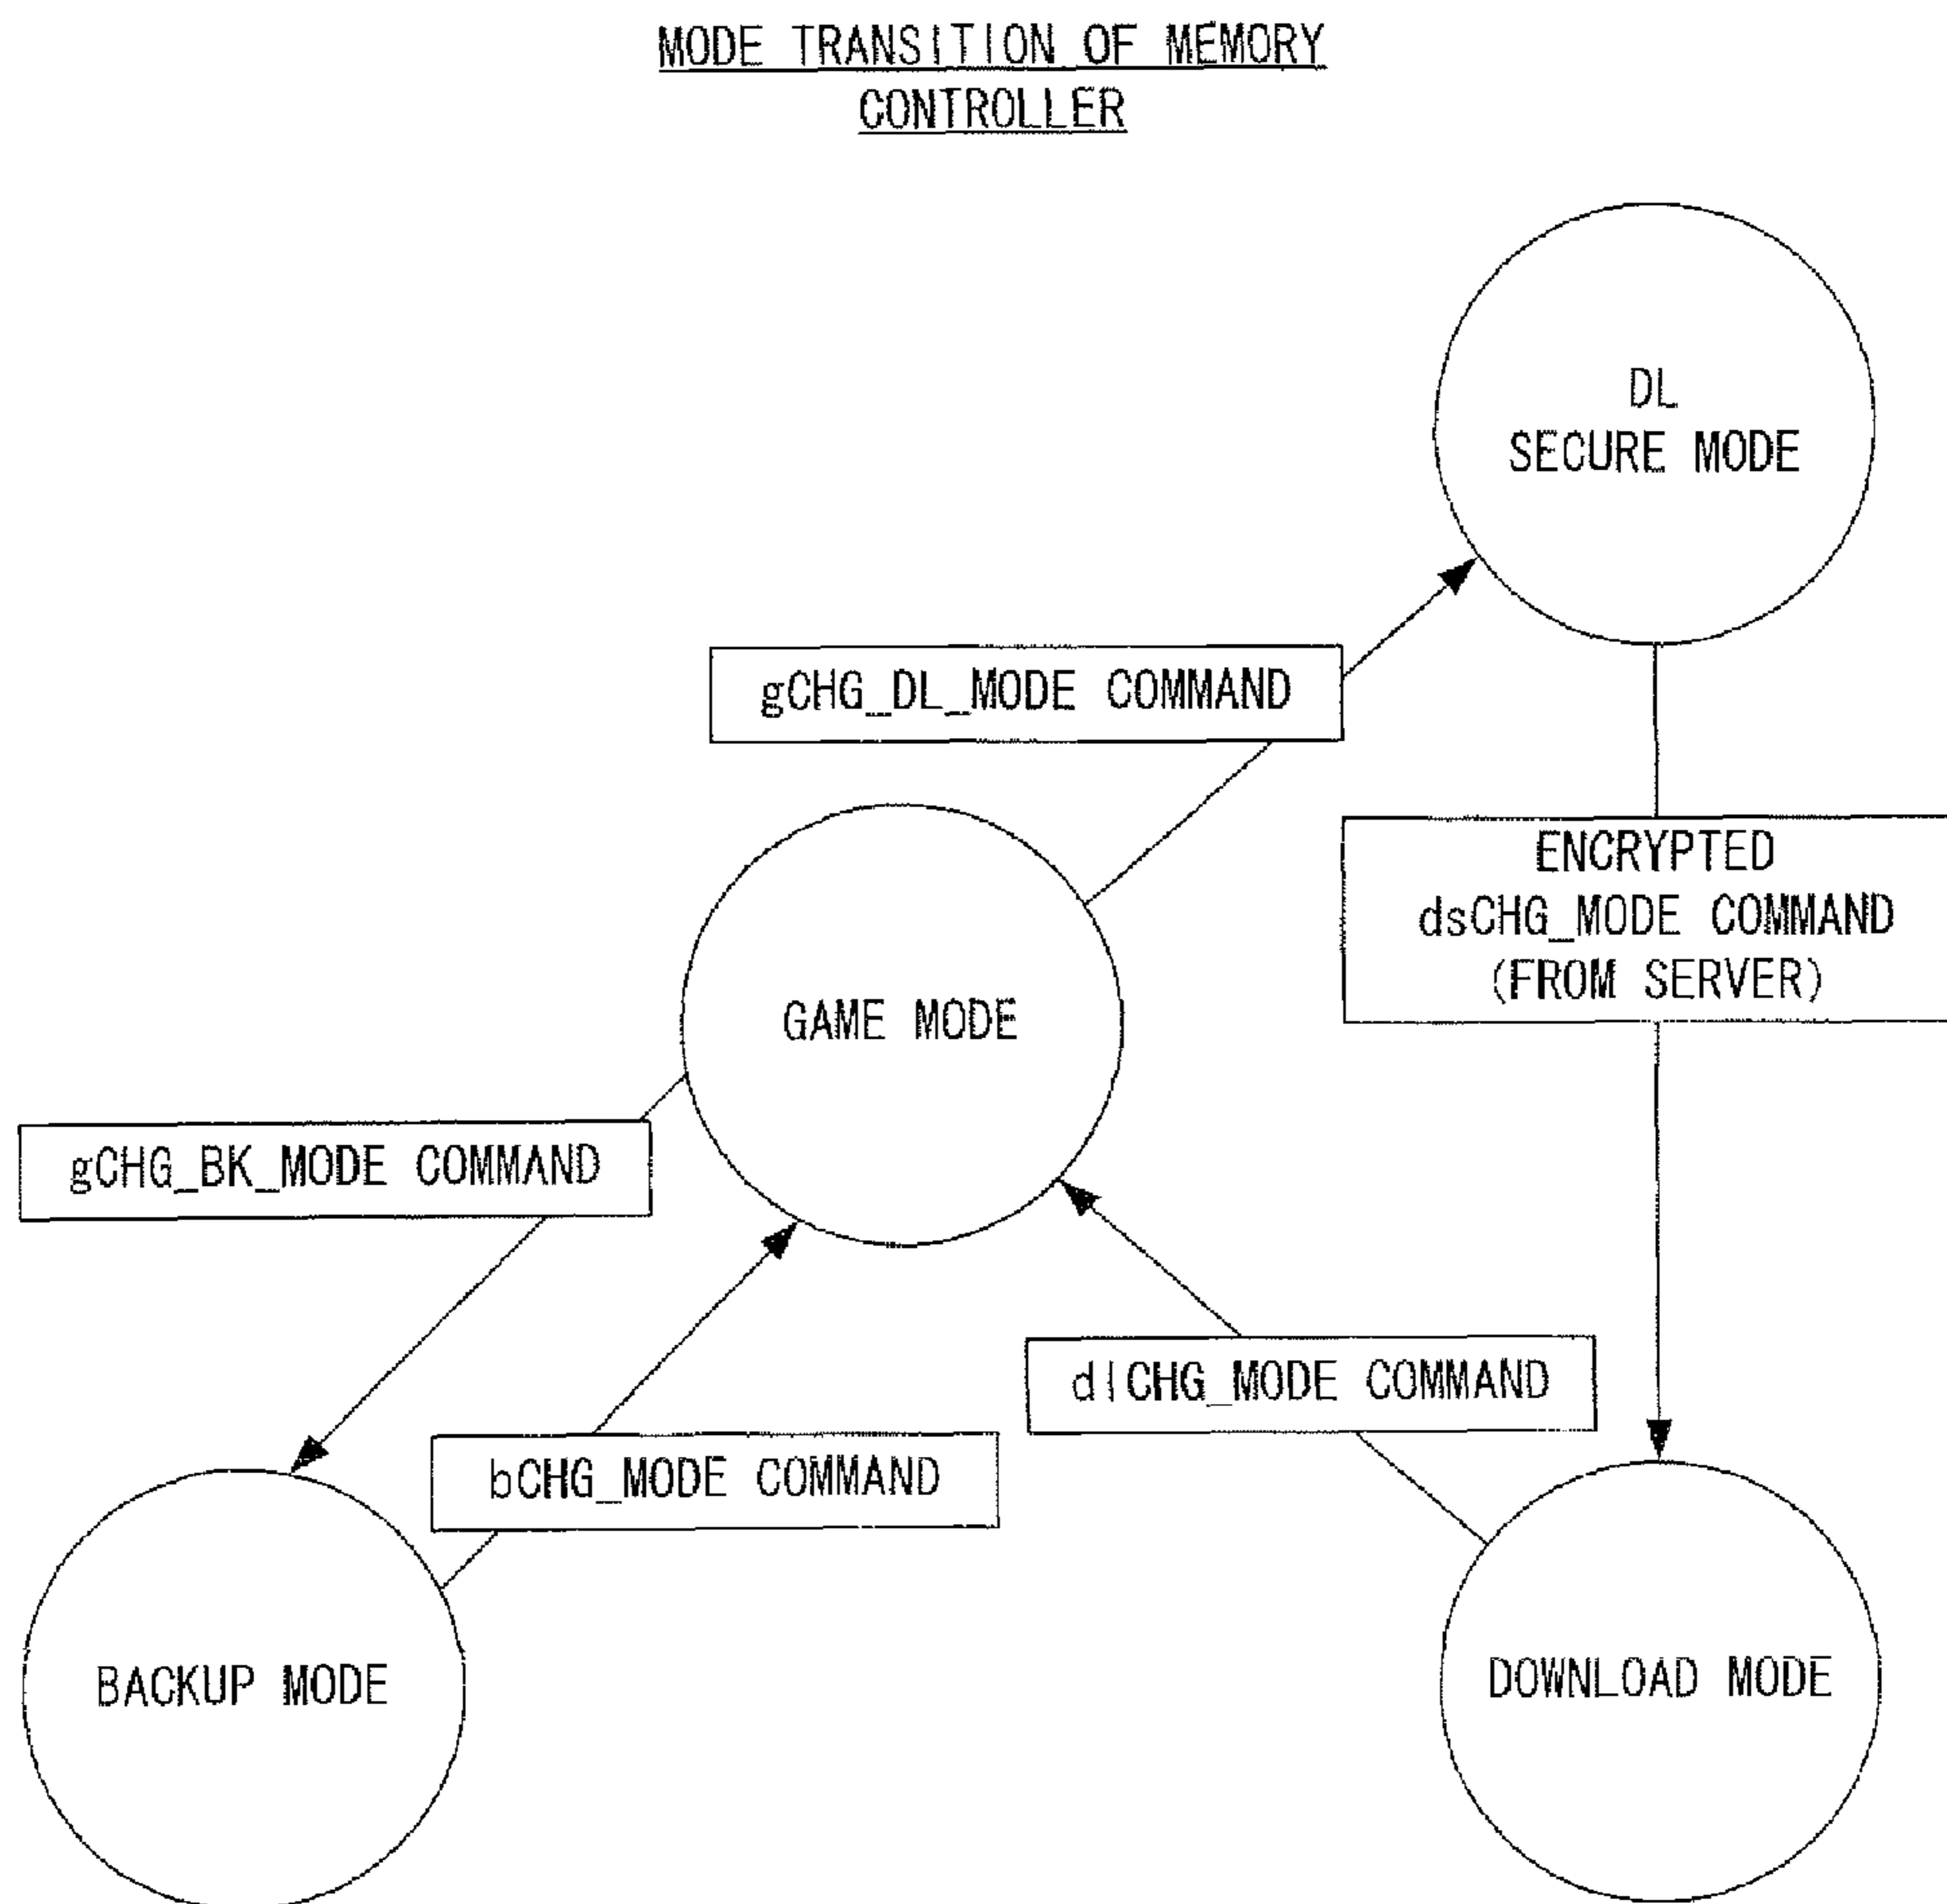 MODE TRANSITION OF MEMORY
CONTROLLER
DL
SECURE MODE
gCHG_DL_MODE COMMAND
ENCRYPTED
dsCHG_MODE COMMAND
(FROM SERVER)
GAME MODE
gCHG_BK_MODE COMMAND
dlCHG_MODE COMMAND
bCHG_MODE COMMAND
BACKUP MODE
DOWNLOAD MODE